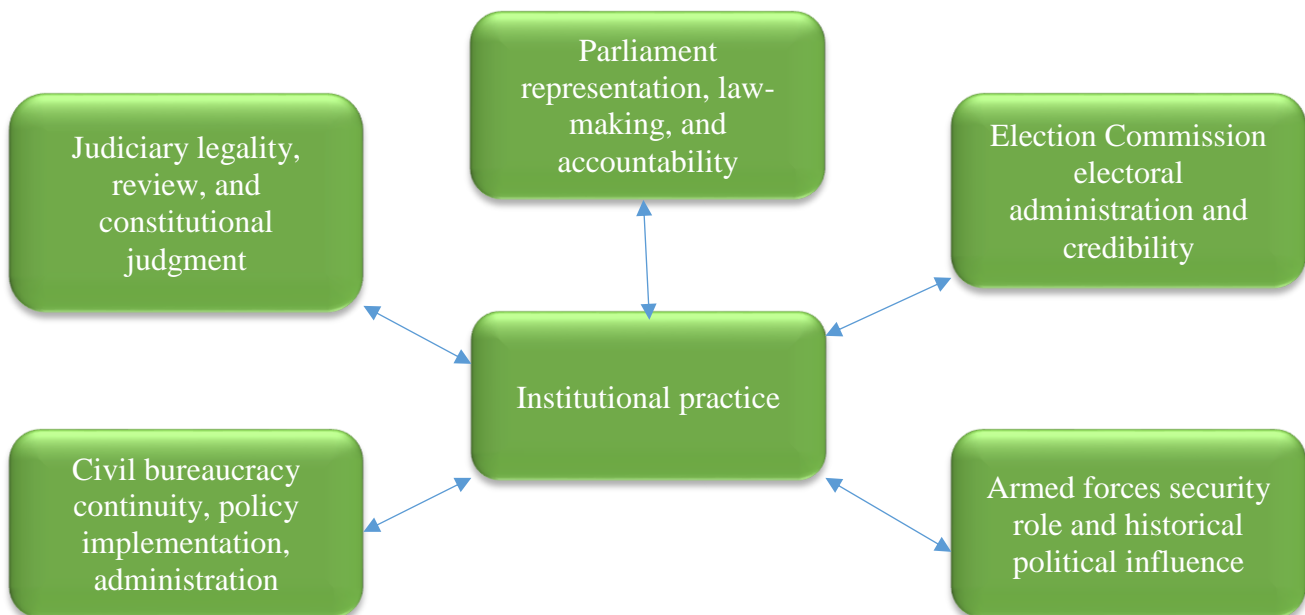 Parliament
representation, law-
making, and
accountability
Judiciary legality,
review, and
constitutional
judgment
Election Commission
electoral
administration and
credibility
Institutional practice
Civil bureaucracy
continuity, policy
implementation,
administration
Armed forces security
role and historical
political influence